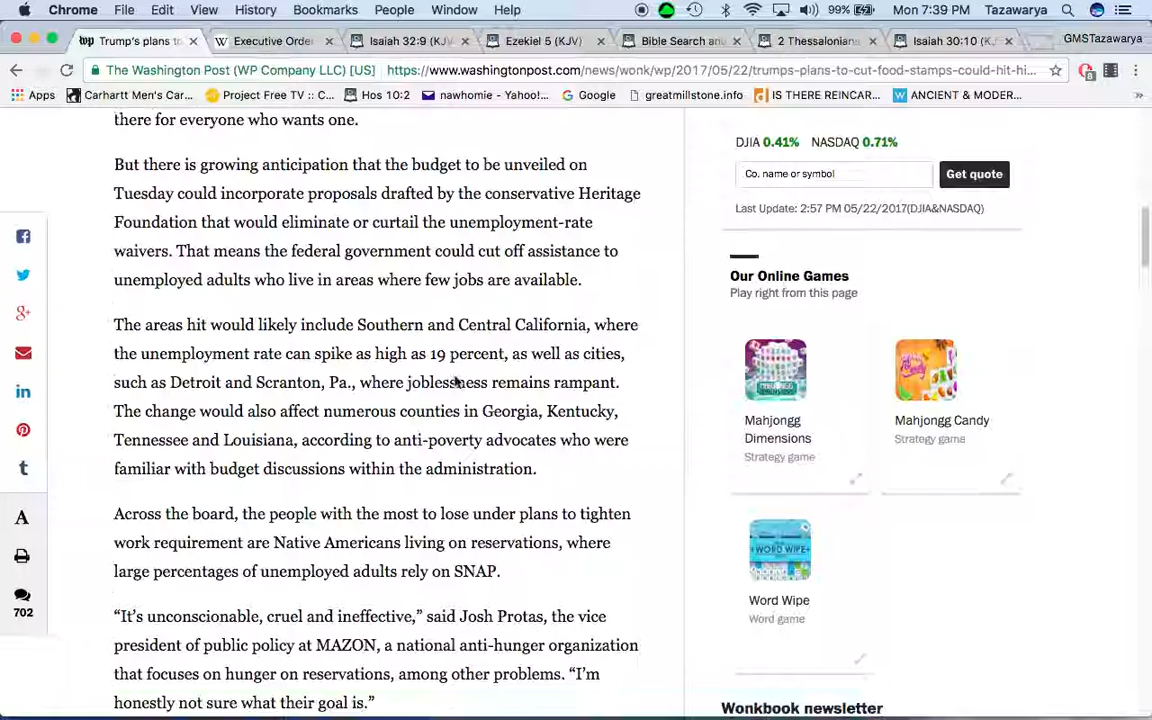 Chrome File Edit View History Bookmarks People Window Help 99% Mon 7:39 PM Tazawarya
Trump's plans to Executive Orde Isaiah 32:9 (KJV Ezekiel 5 (KJV) Bible Search an 2 Thessalonian Isaiah 30:10 (K GMSTazawarya
The Washington Post (WP Company LLC) [US] https://www.washingtonpost.com/news/wonk/wp/2017/05/22/trumps-plans-to-cut-food-stamps-could-hit-hi...
Apps Carhartt Men's Car... Project Free TV :: C... Hos 10:2 nawhomie - Yahoo!... Google greatmillstone.info IS THERE REINCAR... ANCIENT & MODER... »
there for everyone who wants one.
But there is growing anticipation that the budget to be unveiled on
Tuesday could incorporate proposals drafted by the conservative Heritage
Foundation that would eliminate or curtail the unemployment-rate
waivers. That means the federal government could cut off assistance to
unemployed adults who live in areas where few jobs are available.
The areas hit would likely include Southern and Central California, where
the unemployment rate can spike as high as 19 percent, as well as cities,
such as Detroit and Scranton, Pa., where joblessness remains rampant.
The change would also affect numerous counties in Georgia, Kentucky,
Tennessee and Louisiana, according to anti-poverty advocates who were
familiar with budget discussions within the administration.
Across the board, the people with the most to lose under plans to tighten
work requirement are Native Americans living on reservations, where
large percentages of unemployed adults rely on SNAP.
“It’s unconscionable, cruel and ineffective,” said Josh Protas, the vice
president of public policy at MAZON, a national anti-hunger organization
that focuses on hunger on reservations, among other problems. “I’m
honestly not sure what their goal is.”
A
702
DJIA 0.41% NASDAQ 0.71%
Co. name or symbol Get quote
Last Update: 2:57 PM 05/22/2017(DJIA&NASDAQ)
Our Online Games
Play right from this page
MAHJONGG
DIMENSIONS
Mahjongg
Dimensions
Strategy game
Mahjongg Candy
Strategy game
WORD WIPE
Word Wipe
Word game
Wonkbook newsletter